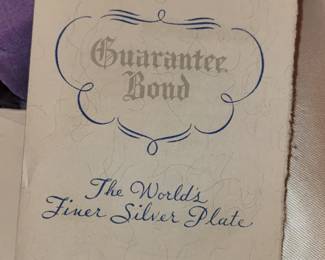 Guarantee
Bond
The World's
Finer Silver Plate